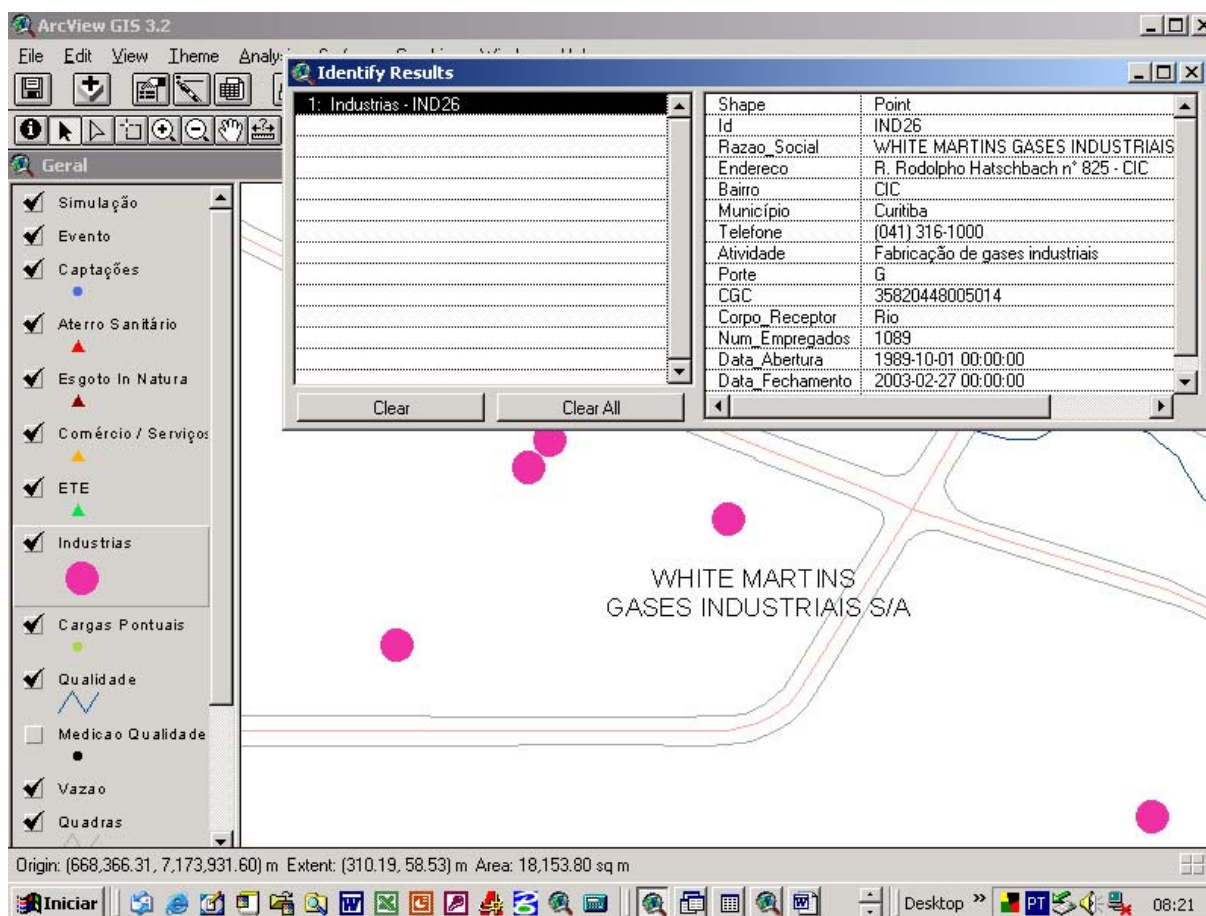 ArcView GIS 3.2
File Edit View Theme
Identify Results
1: Industrias - IND26
Shape Point
Id IND26
Razao_Social WHITE MARTINS GASES INDUSTRIAIS
Endereco R. Rodolpho Hatschbach n° 825 - CIC
Bairro CIC
Município Curitiba
Telefone (041) 316-1000
Atividade Fabricação de gases industriais
Porte G
CGC 35820448005014
Corpo_Receptor Rio
Num_Empregados 1089
Data_Abertura 1989-10-01 00:00:00
Data_Fechamento 2003-02-27 00:00:00
Clear Clear All
Geral
Simulação
Evento
Captações
Aterro Sanitário
Esgoto In Natura
Comércio / Serviços
ETE
Industrias
Cargas Pontuais
Qualidade
Medicao Qualidade
Vazao
Quadras
WHITE MARTINS
GASES INDUSTRIAIS S/A
Origin: (668,366.31, 7,173,931.60) m Extent: (310.19, 58.53) m Area: 18,153.80 sq m
Iniciar Desktop » PT 08:21